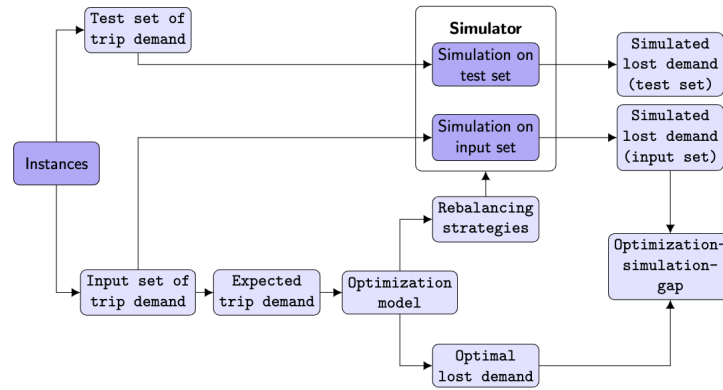 Test set of
trip demand
Simulator
Simulation on
test set
Simulated
lost demand
(test set)
Simulation on
input set
Simulated
lost demand
(input set)
Instances
Rebalancing
strategies
Optimization-
simulation-
gap
Input set of
trip demand
Expected
trip demand
Optimization
model
Optimal
lost demand